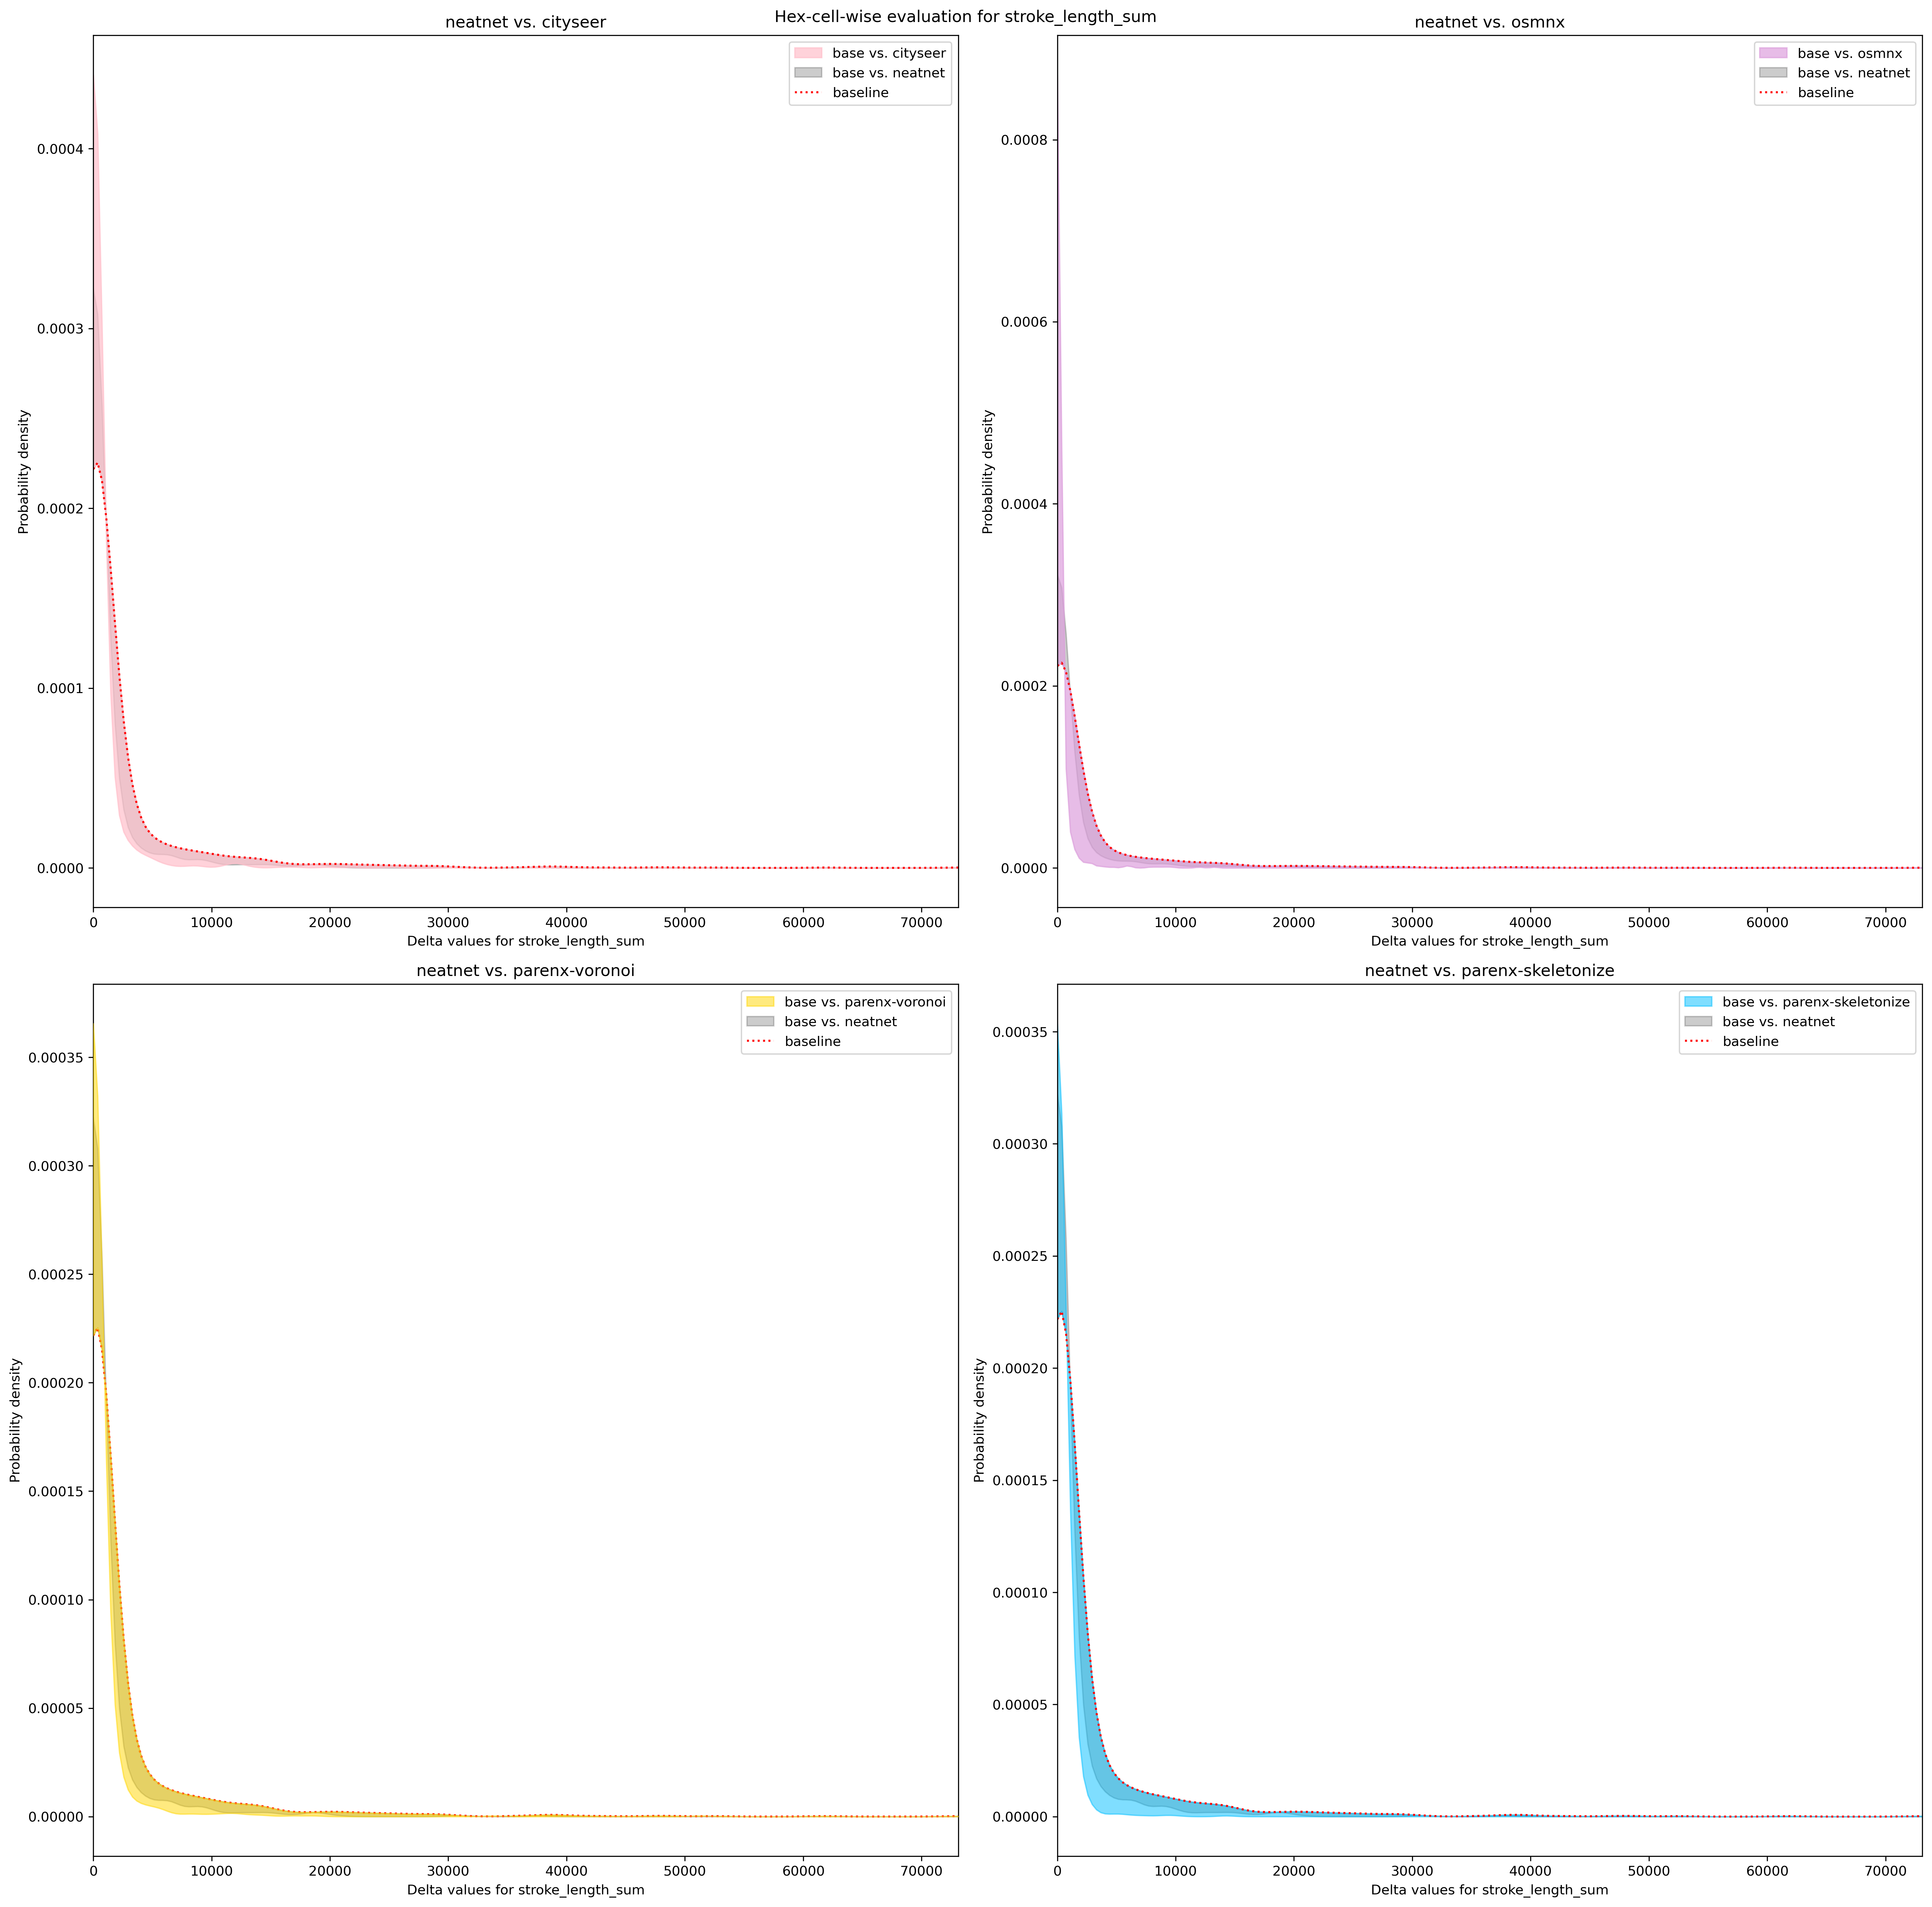 Hex-cell-wise evaluation for stroke_length_sum
neatnet vs. cityseer
base vs. cityseer
base vs. neatnet
baseline
0.0004
0.0003
0.0002
0.0001
0.0000
Probability density
0 10000 20000 30000 40000 50000 60000 70000
Delta values for stroke_length_sum
neatnet vs. osmnx
base vs. osmnx
base vs. neatnet
baseline
0.0008
0.0006
0.0004
0.0002
0.0000
Probability density
0 10000 20000 30000 40000 50000 60000 70000
Delta values for stroke_length_sum
neatnet vs. parenx-voronoi
base vs. parenx-voronoi
base vs. neatnet
baseline
0.00035
0.00030
0.00025
0.00020
0.00015
0.00010
0.00005
0.00000
Probability density
0 10000 20000 30000 40000 50000 60000 70000
Delta values for stroke_length_sum
neatnet vs. parenx-skeletonize
base vs. parenx-skeletonize
base vs. neatnet
baseline
0.00035
0.00030
0.00025
0.00020
0.00015
0.00010
0.00005
0.00000
Probability density
0 10000 20000 30000 40000 50000 60000 70000
Delta values for stroke_length_sum